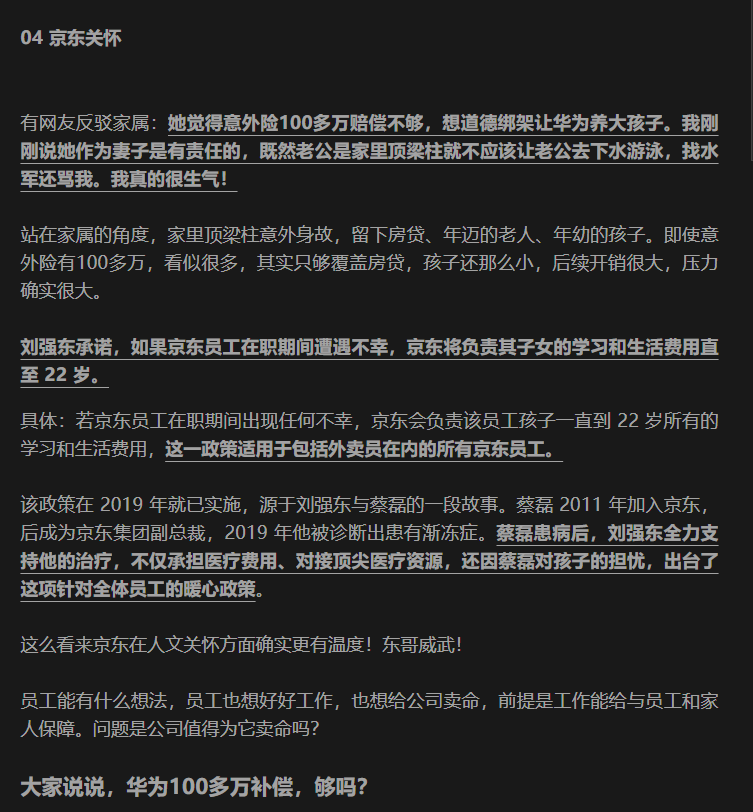 04 京东关怀
有网友反驳家属：她觉得意外险100多万赔偿不够，想道德绑架让华为养大孩子。我刚
刚说她作为妻子是有责任的，既然老公是家里顶梁柱就不应该让老公去下水游泳，找水
军还骂我。我真的很生气！
站在家属的角度，家里顶梁柱意外身故，留下房贷、年迈的老人、年幼的孩子。即使意
外险有100多万，看似很多，其实只够覆盖房贷，孩子还那么小，后续开销很大，压力
确实很大。
刘强东承诺，如果京东员工在职期间遭遇不幸，京东将负责其子女的学习和生活费用直
至 22 岁。
具体：若京东员工在职期间出现任何不幸，京东会负责该员工孩子一直到 22 岁所有的
学习和生活费用，这一政策适用于包括外卖员在内的所有京东员工。
该政策在 2019 年就已实施，源于刘强东与蔡磊的一段故事。蔡磊 2011 年加入京东，
后成为京东集团副总裁，2019 年他被诊断出患有渐冻症。蔡磊患病后，刘强东全力支
持他的治疗，不仅承担医疗费用、对接顶尖医疗资源，还因蔡磊对孩子的担忧，出台了
这项针对全体员工的暖心政策。
这么看来京东在人文关怀方面确实更有温度！东哥威武！
员工能有什么想法，员工也想好好工作，也想给公司卖命，前提是工作能给与员工和家
人保障。问题是公司值得为它卖命吗？
大家说说，华为100多万补偿，够吗？